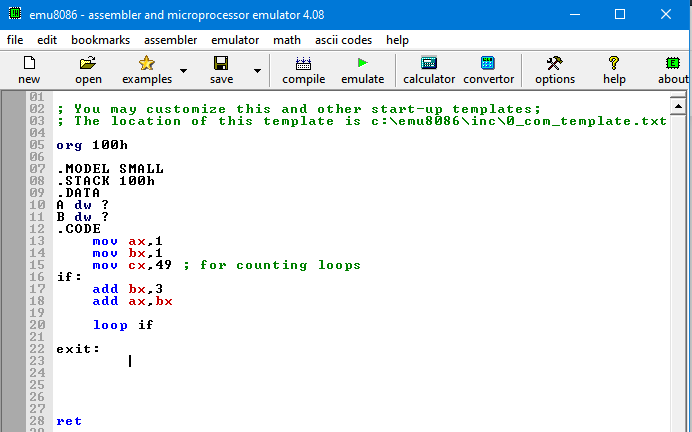 emu8086 - assembler and microprocessor emulator 4.08
file edit bookmarks assembler emulator math ascii codes help
new open examples save compile emulate calculator convertor options help about
01
02 ; You may customize this and other start-up templates;
03 ; The location of this template is c:\emu8086\inc\0_com_template.txt
04
05 org 100h
06
07 .MODEL SMALL
08 .STACK 100h
09 .DATA
10 A dw ?
11 B dw ?
12 .CODE
13 mov ax,1
14 mov bx,1
15 mov cx,49 ; for counting loops
16 if:
17 add bx,3
18 add ax,bx
19
20 loop if
21
22 exit:
23
24
25
26
27
28 ret